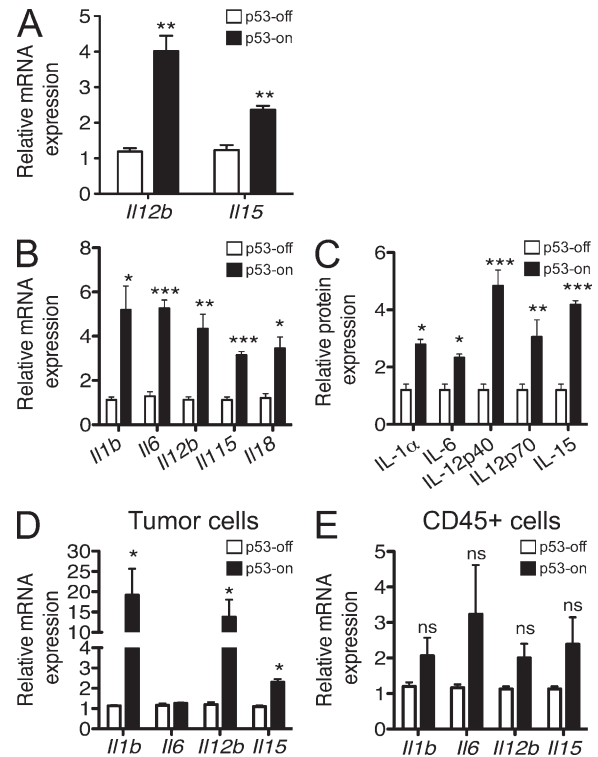 A
Relative mRNA
expression
5
4
3
2
1
0
p53-off
p53-on
**
**
Il12b
Il15
B
Relative mRNA
expression
8
6
4
2
0
p53-off
p53-on
*
***
**
***
*
Il1b
Il6
Il12b
Il115
Il18
C
Relative protein
expression
6
4
2
0
p53-off
p53-on
*
*
***
**
***
IL-1α
IL-6
IL-12p40
IL12p70
IL-15
D
Tumor cells
Relative mRNA
expression
30
25
20
15
10
4
3
2
1
0
p53-off
p53-on
*
*
*
Il1b
Il6
Il12b
Il15
E
CD45+ cells
Relative mRNA
expression
5
4
3
2
1
0
p53-off
p53-on
ns
ns
ns
ns
Il1b
Il6
Il12b
Il15